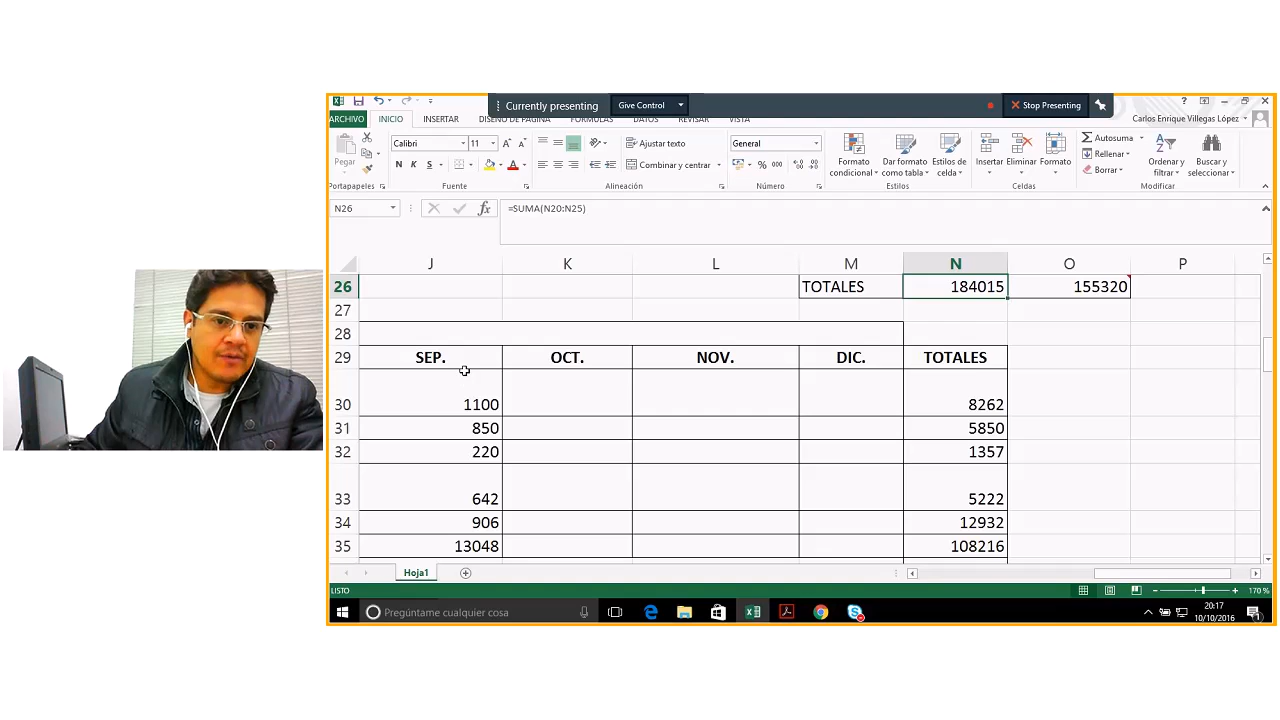 Currently presenting Give Control Stop Presenting
Carlos Enrique Villegas López
ARCHIVO INICIO INSERTAR DISEÑO DE PÁGINA FÓRMULAS DATOS REVISAR VISTA
Pegar
Calibri 11
N K S
Ajustar texto
Combinar y centrar
General
% 000
Formato condicional
Dar formato como tabla
Estilos de celda
Insertar
Eliminar
Formato
Autosuma
Rellenar
Borrar
Ordenar y filtrar
Buscar y seleccionar
Portapapeles Fuente Alineación Número Estilos Celdas Modificar
N26 fx =SUMA(N20:N25)
J K L M N O P
26 TOTALES 184015 155320
27
28
29 SEP. OCT. NOV. DIC. TOTALES
30 1100 8262
31 850 5850
32 220 1357
33 642 5222
34 906 12932
35 13048 108216
Hoja1
LISTO 170 %
Pregúntame cualquier cosa
20:17
10/10/2016